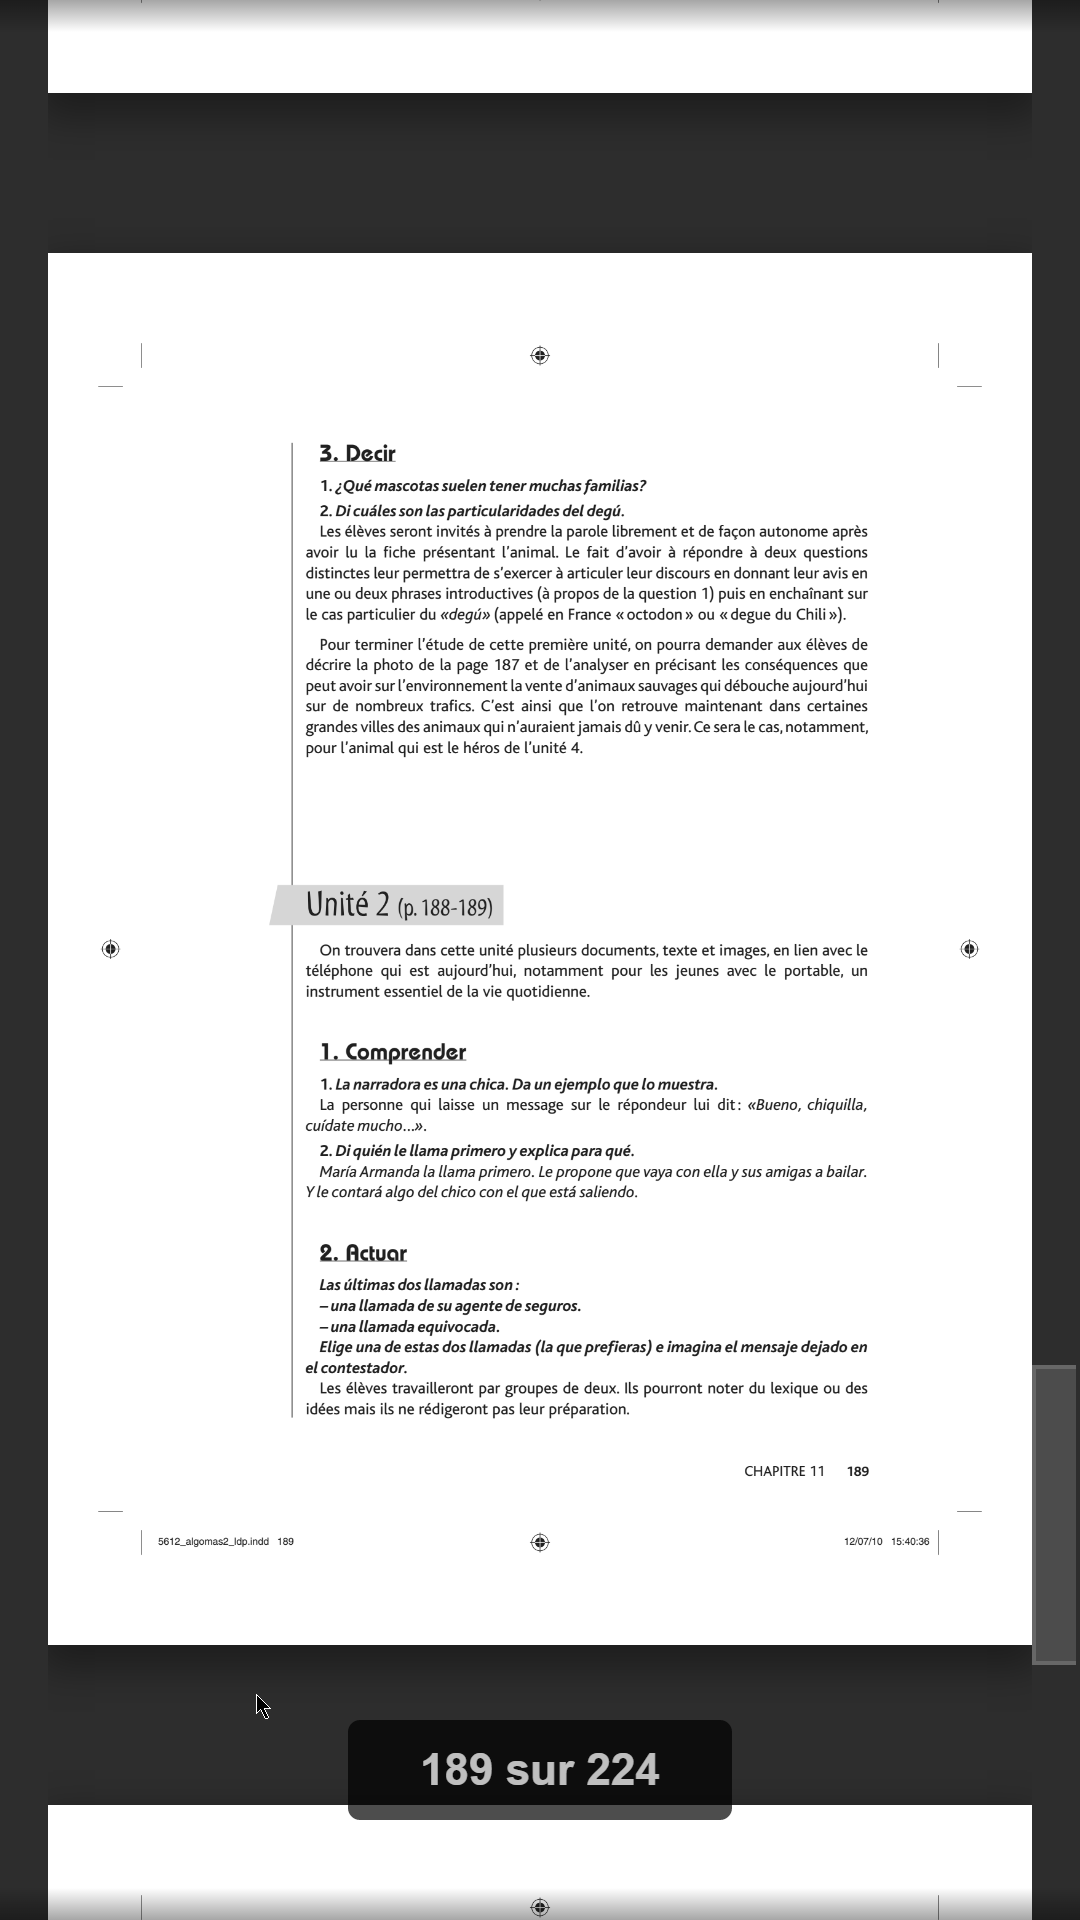 3. Decir
1. ¿Qué mascotas suelen tener muchas familias?
2. Di cuáles son las particularidades del degú.
Les élèves seront invités à prendre la parole librement et de façon autonome après
avoir lu la fiche présentant l’animal. Le fait d’avoir à répondre à deux questions
distinctes leur permettra de s’exercer à articuler leur discours en donnant leur avis en
une ou deux phrases introductives (à propos de la question 1) puis en enchaînant sur
le cas particulier du «degú» (appelé en France « octodon » ou « degue du Chili »).
Pour terminer l’étude de cette première unité, on pourra demander aux élèves de
décrire la photo de la page 187 et de l’analyser en précisant les conséquences que
peut avoir sur l’environnement la vente d’animaux sauvages qui débouche aujourd’hui
sur de nombreux trafics. C’est ainsi que l’on retrouve maintenant dans certaines
grandes villes des animaux qui n’auraient jamais dû y venir. Ce sera le cas, notamment,
pour l’animal qui est le héros de l’unité 4.
Unité 2 (p. 188-189)
On trouvera dans cette unité plusieurs documents, texte et images, en lien avec le
téléphone qui est aujourd’hui, notamment pour les jeunes avec le portable, un
instrument essentiel de la vie quotidienne.
1. Comprender
1. La narradora es una chica. Da un ejemplo que lo muestra.
La personne qui laisse un message sur le répondeur lui dit : «Bueno, chiquilla,
cuídate mucho...».
2. Di quién le llama primero y explica para qué.
María Armanda la llama primero. Le propone que vaya con ella y sus amigas a bailar.
Y le contará algo del chico con el que está saliendo.
2. Actuar
Las últimas dos llamadas son :
– una llamada de su agente de seguros.
– una llamada equivocada.
Elige una de estas dos llamadas (la que prefieras) e imagina el mensaje dejado en
el contestador.
Les élèves travailleront par groupes de deux. Ils pourront noter du lexique ou des
idées mais ils ne rédigeront pas leur préparation.
CHAPITRE 11 189
5612_algomas2_ldp.indd 189 12/07/10 15:40:36
189 sur 224